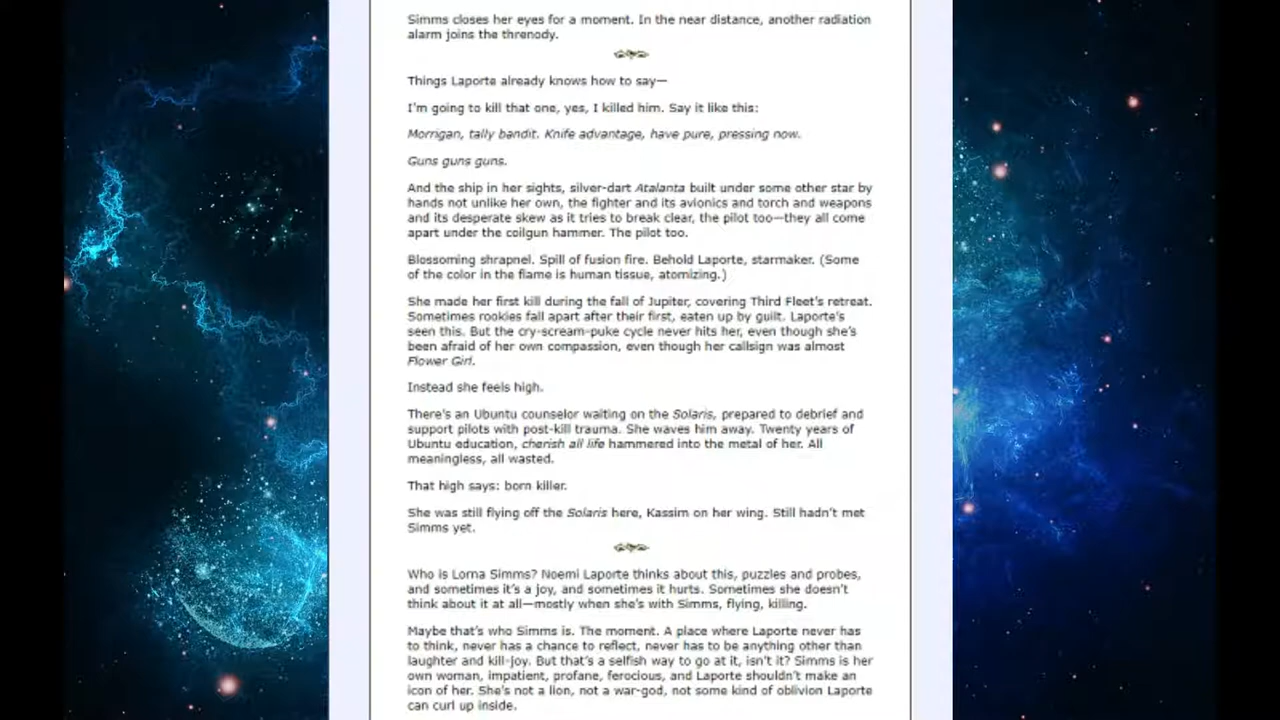 Simms closes her eyes for a moment. In the near distance, another radiation
alarm joins the threnody.
Things Laporte already knows how to say—
I'm going to kill that one, yes, I killed him. Say it like this:
Morrigan, tally bandit. Knife advantage, have pure, pressing now.
Guns guns guns.
And the ship in her sights, silver-dart Atalanta built under some other star by
hands not unlike her own, the fighter and its avionics and torch and weapons
and its desperate skew as it tries to break clear, the pilot too—they all come
apart under the coilgun hammer. The pilot too.
Blossoming shrapnel. Spill of fusion fire. Behold Laporte, starmaker. (Some
of the color in the flame is human tissue, atomizing.)
She made her first kill during the fall of Jupiter, covering Third Fleet's retreat.
Sometimes rookies fall apart after their first, eaten up by guilt. Laporte's
seen this. But the cry-scream-puke cycle never hits her, even though she's
been afraid of her own compassion, even though her callsign was almost
Flower Girl.
Instead she feels high.
There's an Ubuntu counselor waiting on the Solaris, prepared to debrief and
support pilots with post-kill trauma. She waves him away. Twenty years of
Ubuntu education, cherish all life hammered into the metal of her. All
meaningless, all wasted.
That high says: born killer.
She was still flying off the Solaris here, Kassim on her wing. Still hadn't met
Simms yet.
Who is Lorna Simms? Noemi Laporte thinks about this, puzzles and probes,
and sometimes it's a joy, and sometimes it hurts. Sometimes she doesn't
think about it at all—mostly when she's with Simms, flying, killing.
Maybe that's who Simms is. The moment. A place where Laporte never has
to think, never has a chance to reflect, never has to be anything other than
laughter and kill-joy. But that's a selfish way to go at it, isn't it? Simms is her
own woman, impatient, profane, ferocious, and Laporte shouldn't make an
icon of her. She's not a lion, not a war-god, not some kind of oblivion Laporte
can curl up inside.